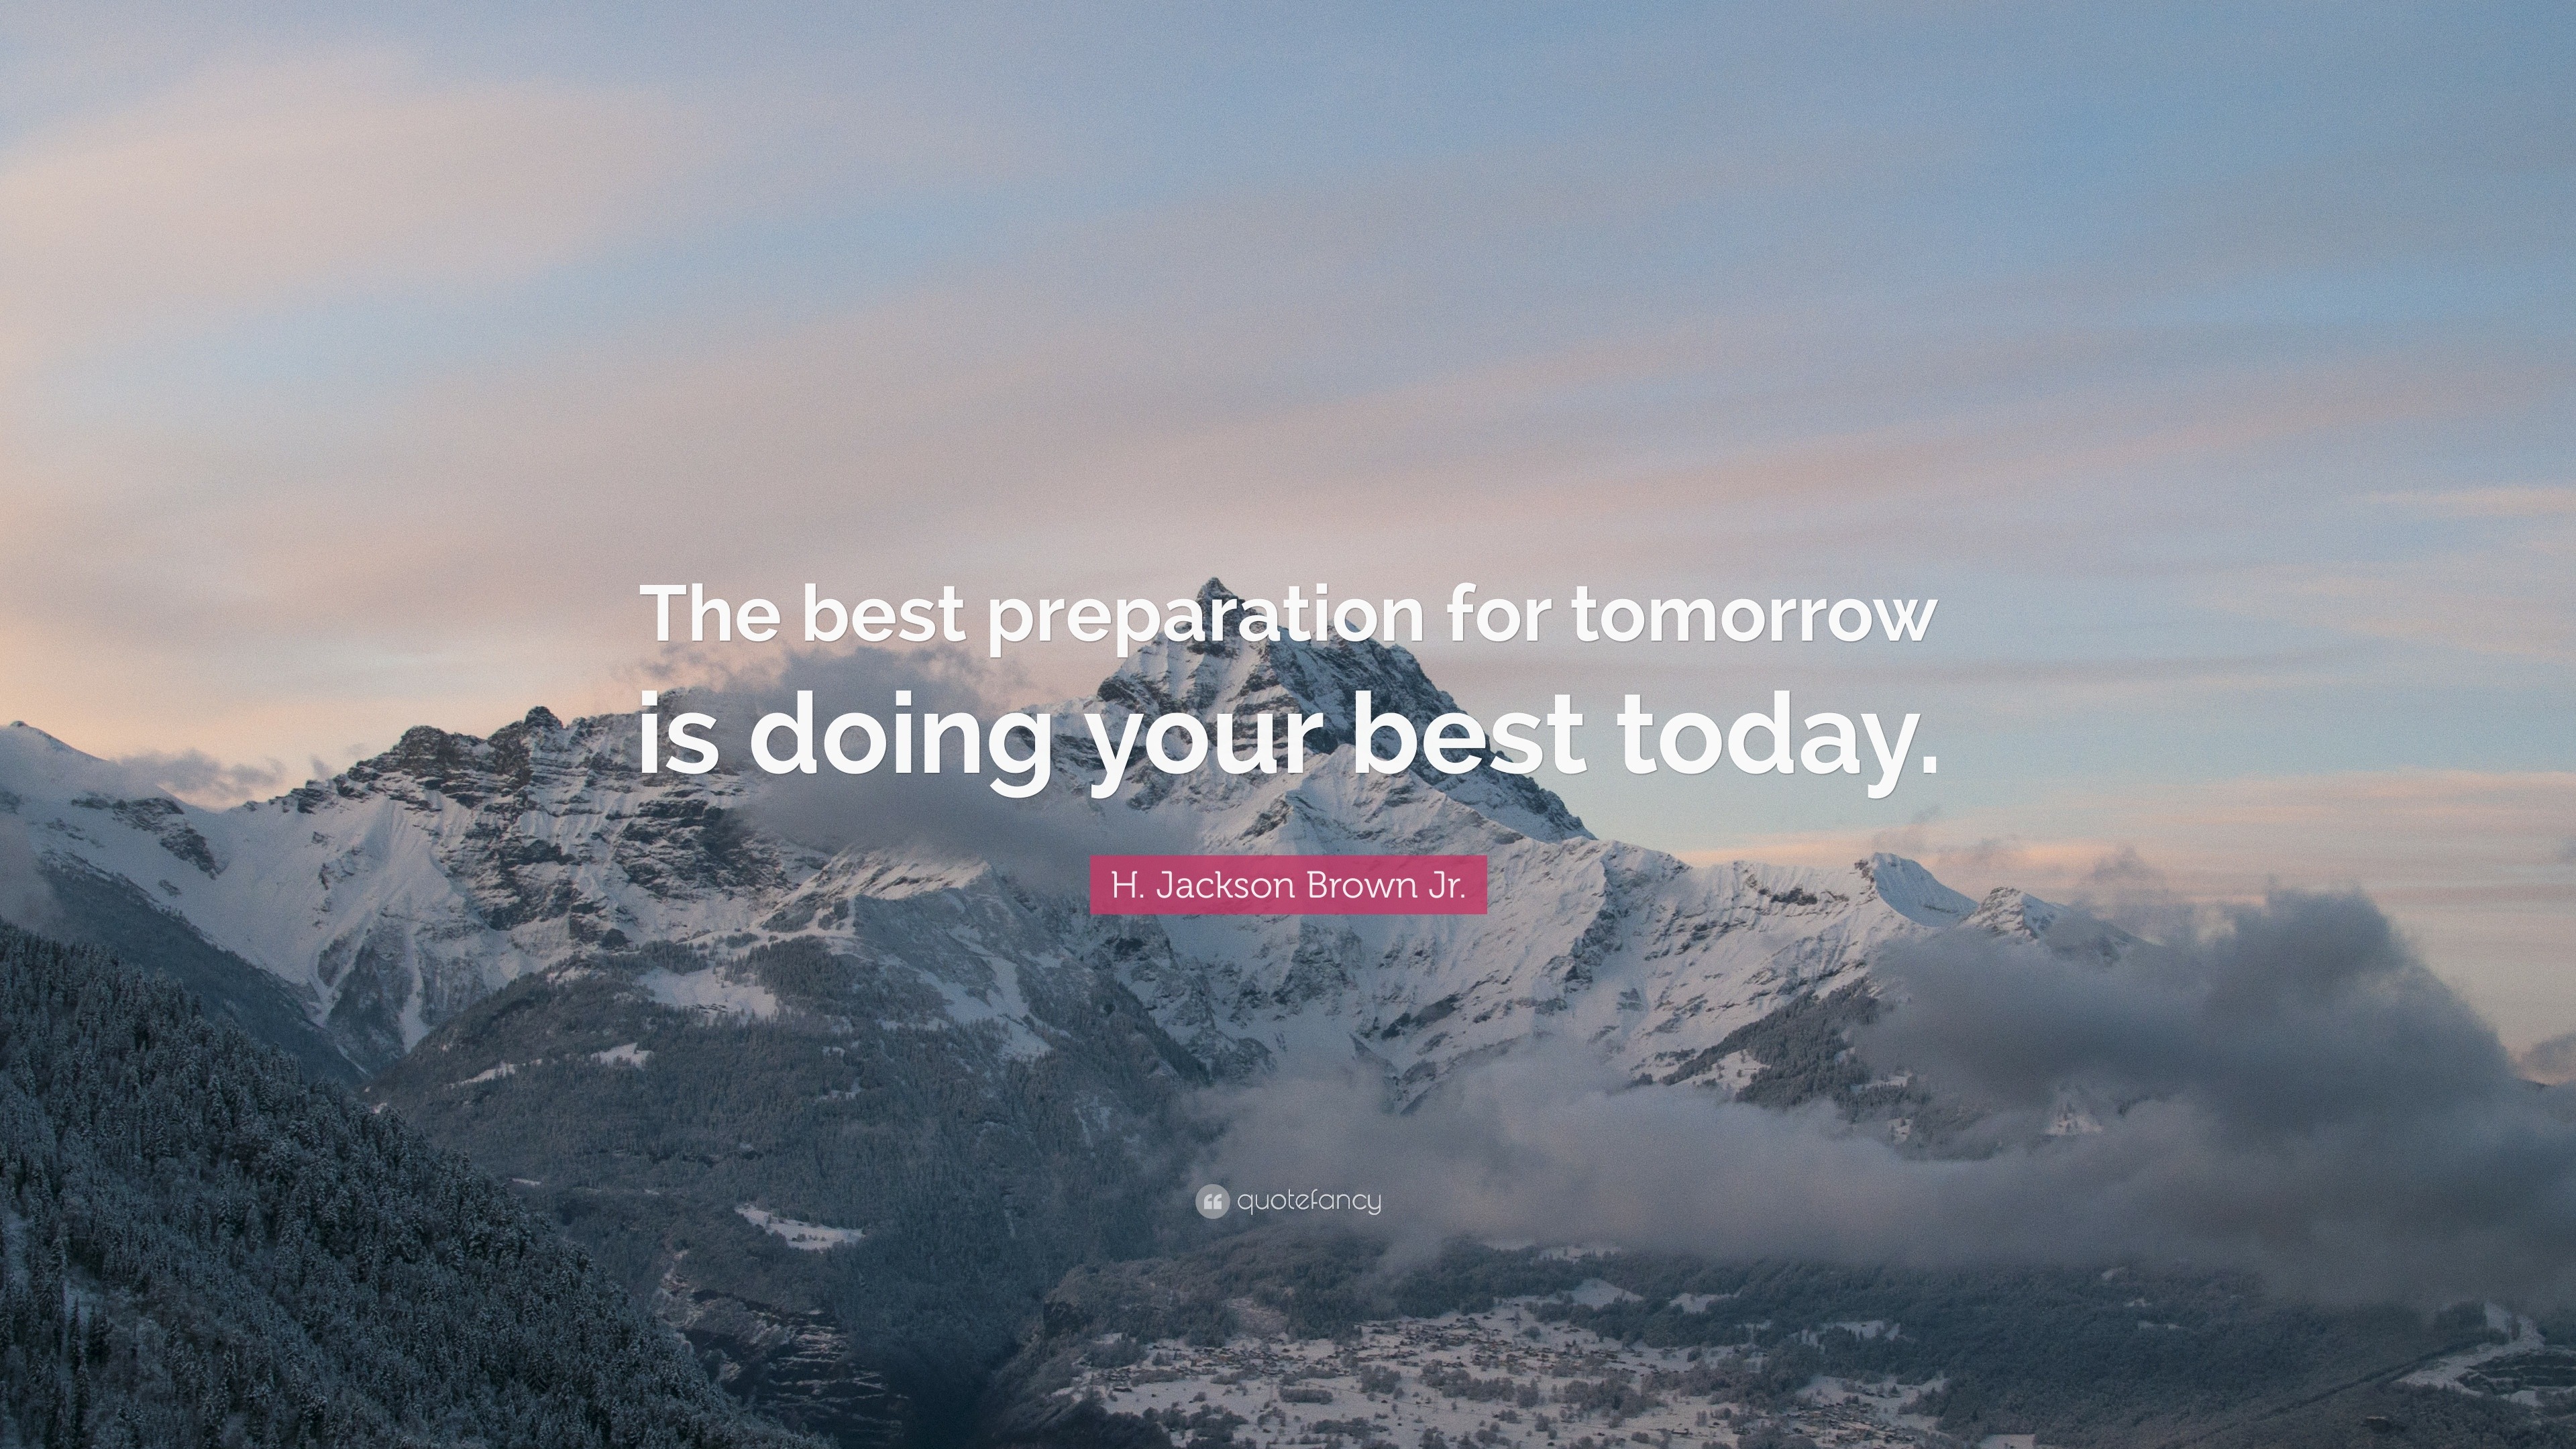 The best preparation for tomorrow
is doing your best today.
H. Jackson Brown Jr.
quotefancy